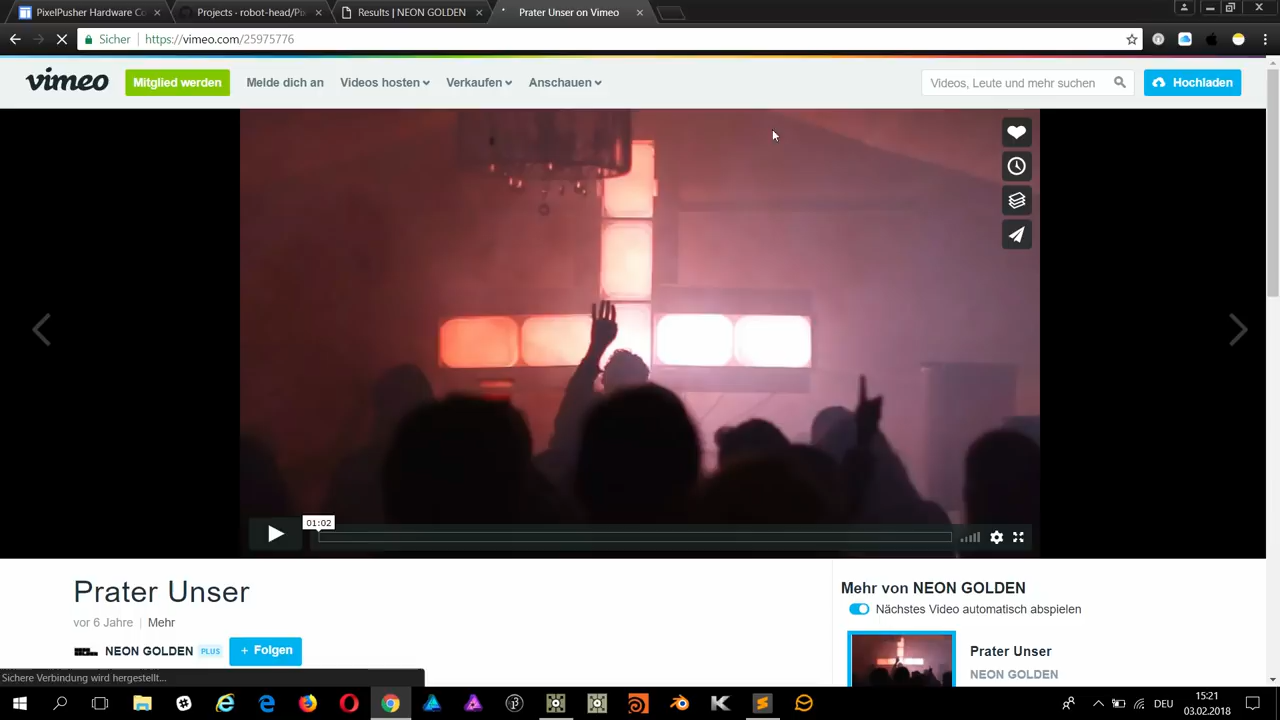 PixelPusher Hardware Co
Projects - robot-head/Pix
Results | NEON GOLDEN
Prater Unser on Vimeo
Sicher
https://vimeo.com/25975776
vimeo
Mitglied werden
Melde dich an
Videos hosten
Verkaufen
Anschauen
Videos, Leute und mehr suchen
Hochladen
01:02
Prater Unser
vor 6 Jahre
Mehr
NEON GOLDEN
PLUS
+ Folgen
Mehr von NEON GOLDEN
Nächstes Video automatisch abspielen
Prater Unser
NEON GOLDEN
Sichere Verbindung wird hergestellt...
DEU
15:21
03.02.2018